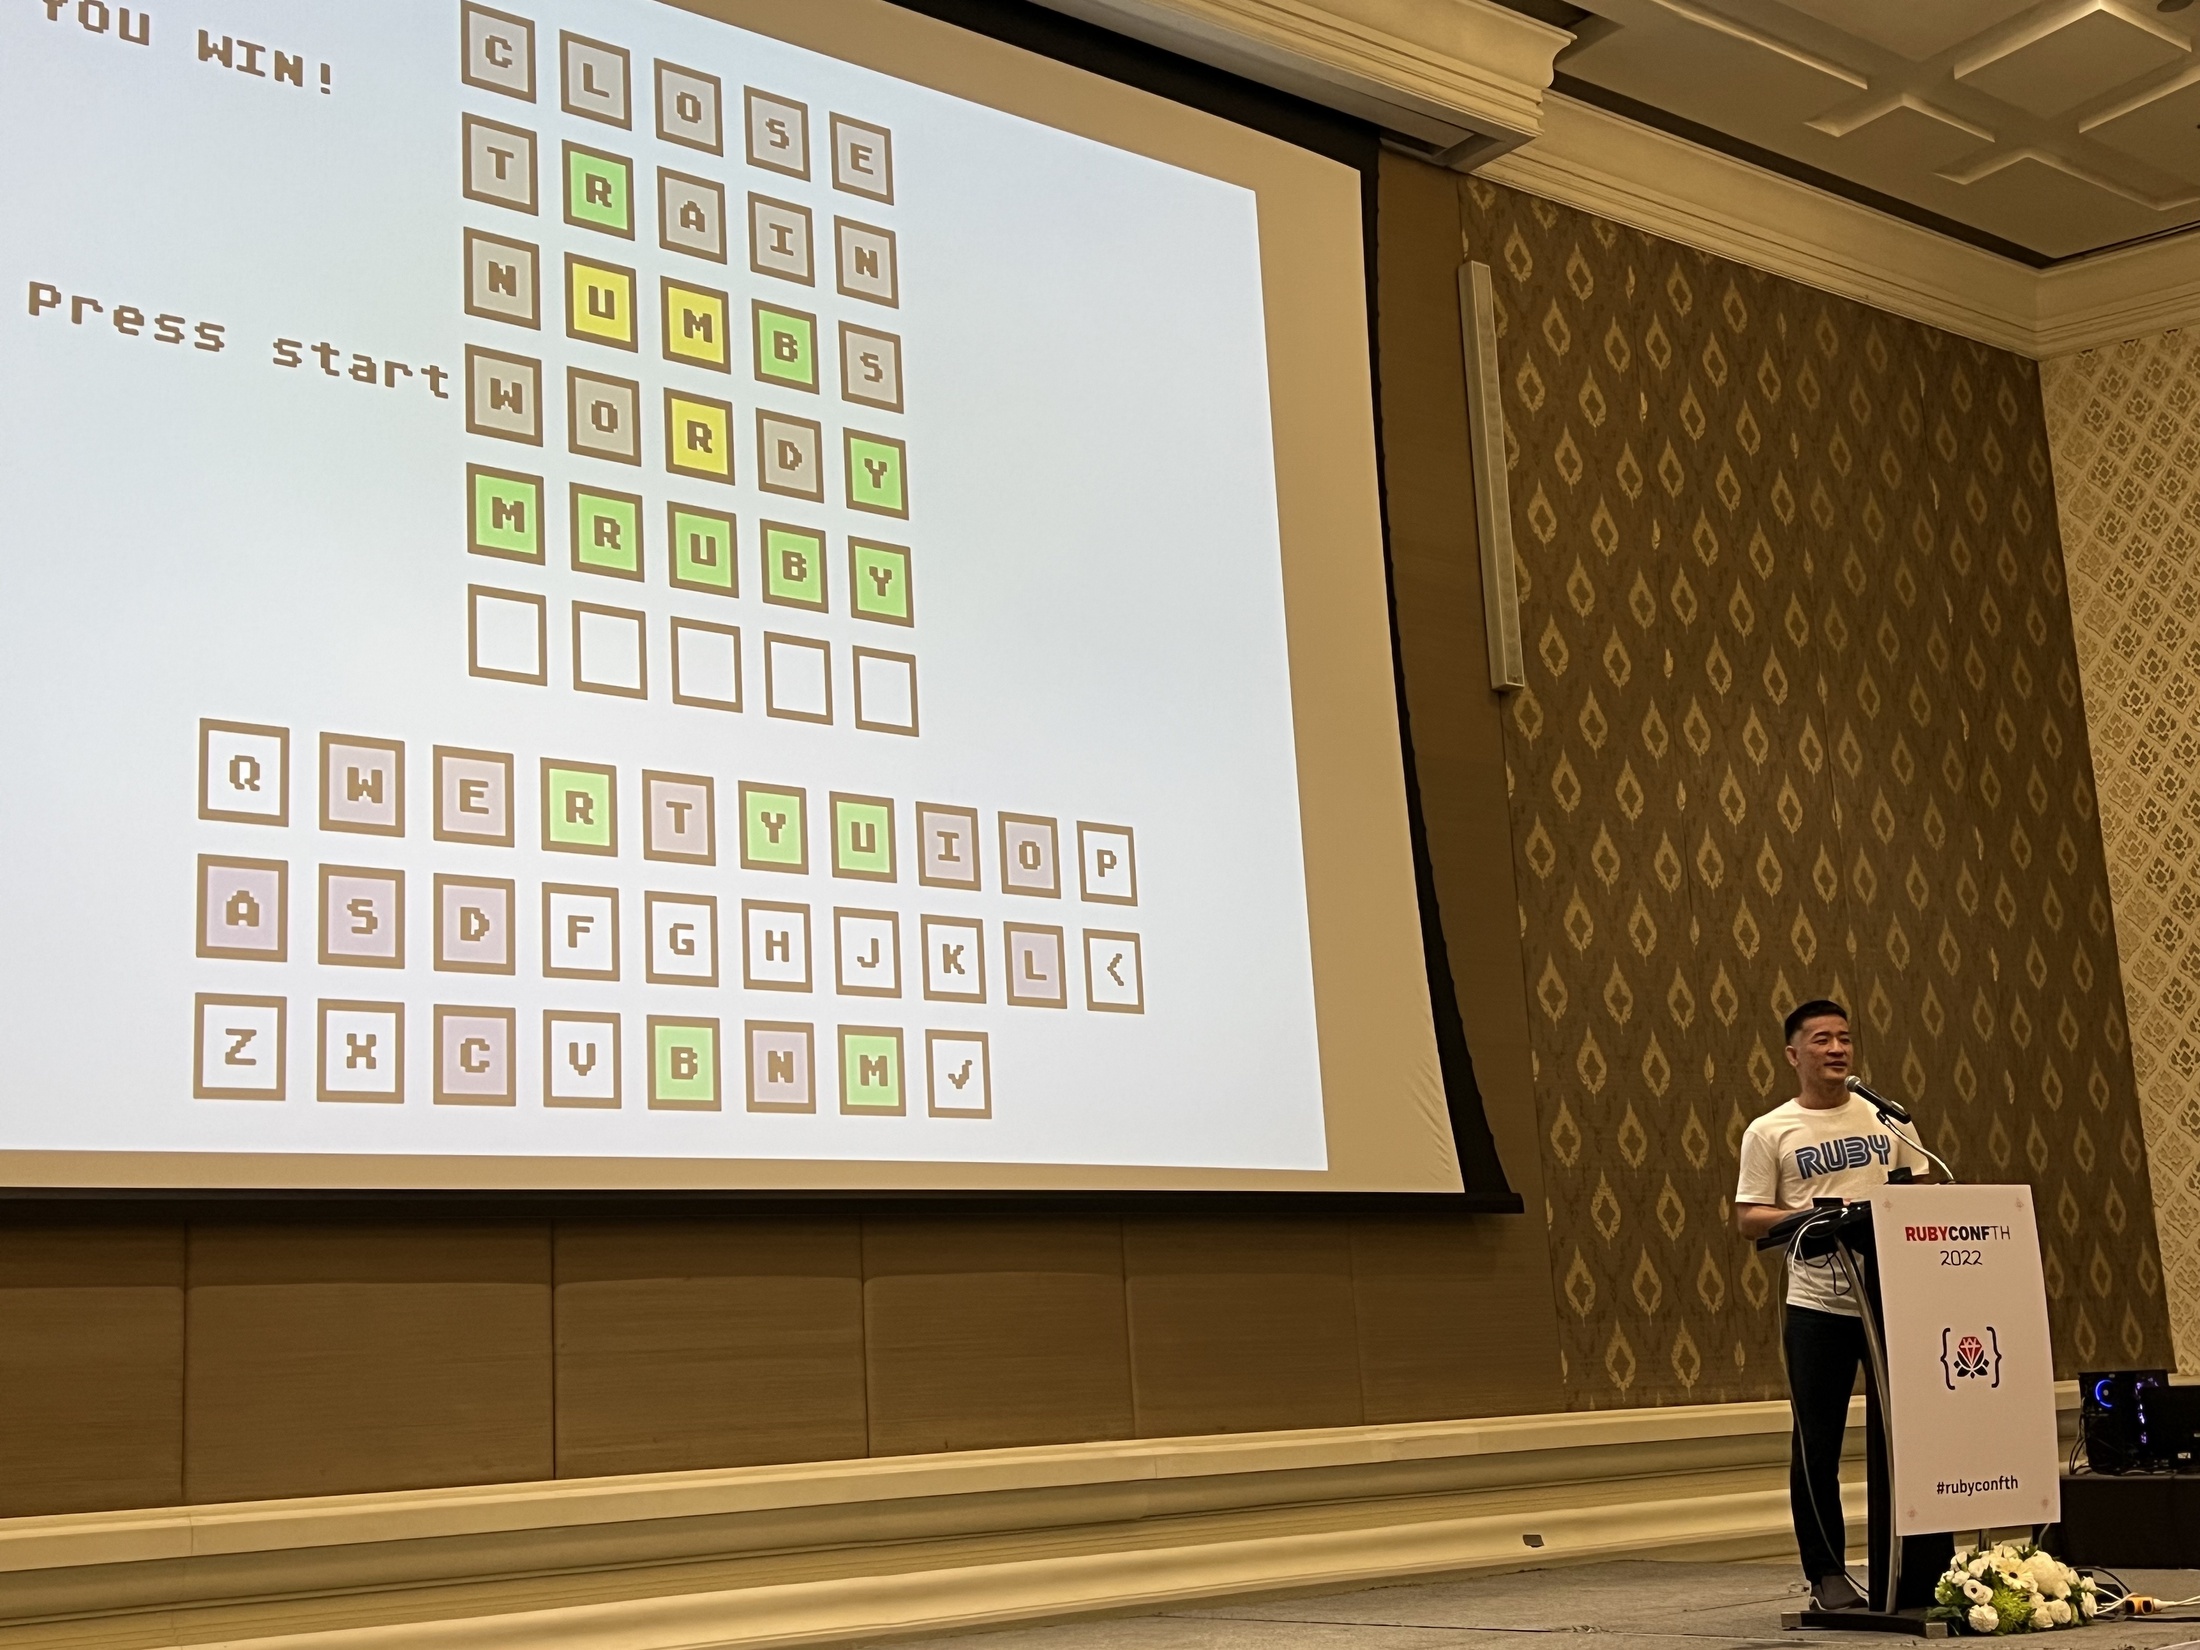 YOU WIN!
press start
C L O S E
T R A I N
N U M B S
W O R D Y
M R U B Y
Q W E R T Y U I O P
A S D F G H J K L <
Z X C V B N M ✓
RUBY
RUBYCONFTH
2022
#rubyconfth